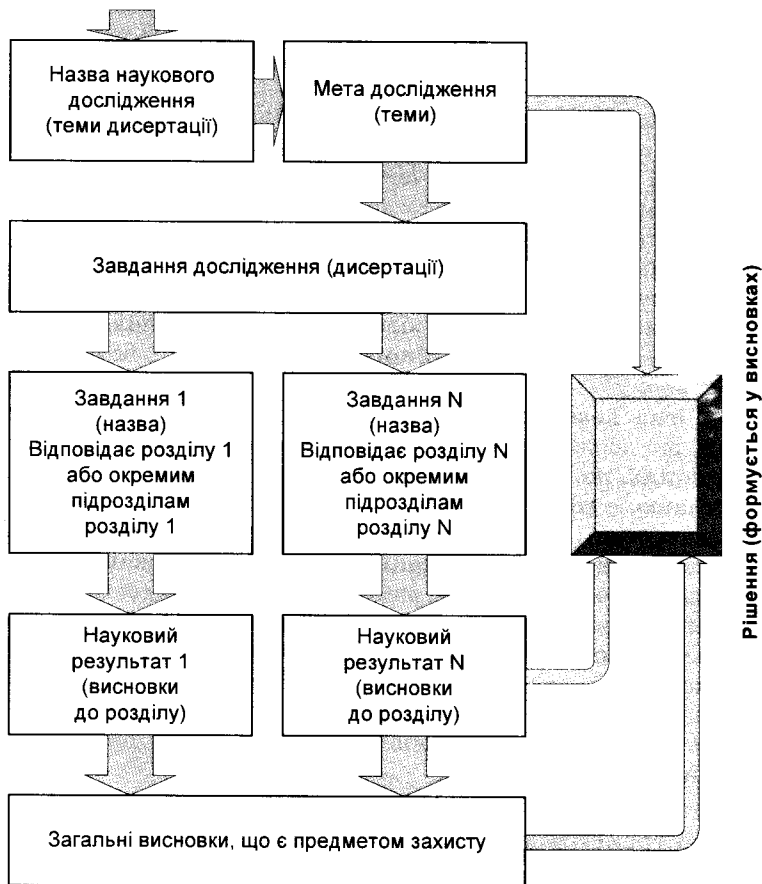 Назва наукового
дослідження
(теми дисертації)
Мета дослідження
(теми)
Завдання дослідження (дисертації)
Завдання 1
(назва)
Відповідає розділу 1
або окремим
підрозділам
розділу 1
Завдання N
(назва)
Відповідає розділу N
або окремим
підрозділам
розділу N
Науковий
результат 1
(висновки
до розділу)
Науковий
результат N
(висновки
до розділу)
Загальні висновки, що є предметом захисту
Рішення (формується у висновках)